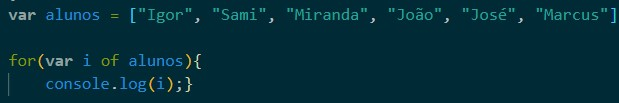 var alunos = ["Igor", "Sami", "Miranda", "João", "José", "Marcus"]
for(var i of alunos){
console.log(i);}